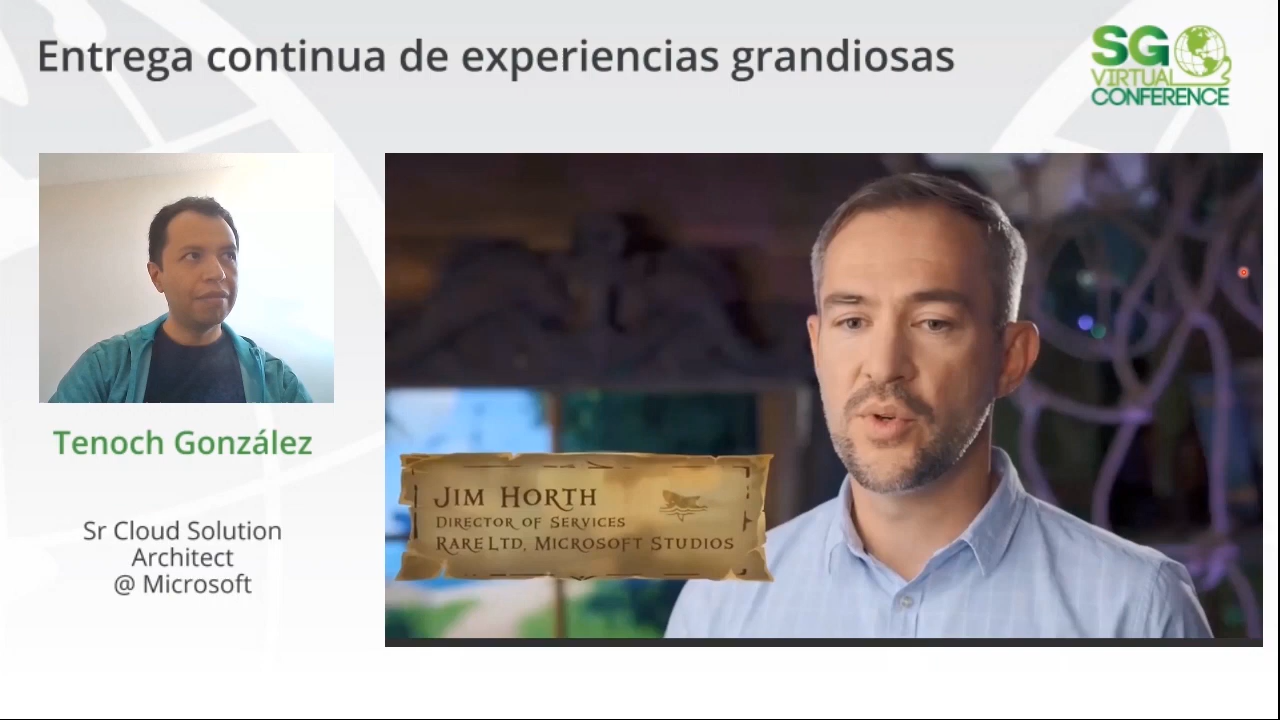 Entrega continua de experiencias grandiosas
SG
VIRTUAL
CONFERENCE
Tenoch González
Sr Cloud Solution
Architect
@ Microsoft
JIM HORTH
DIRECTOR OF SERVICES
RARE LTD, MICROSOFT STUDIOS